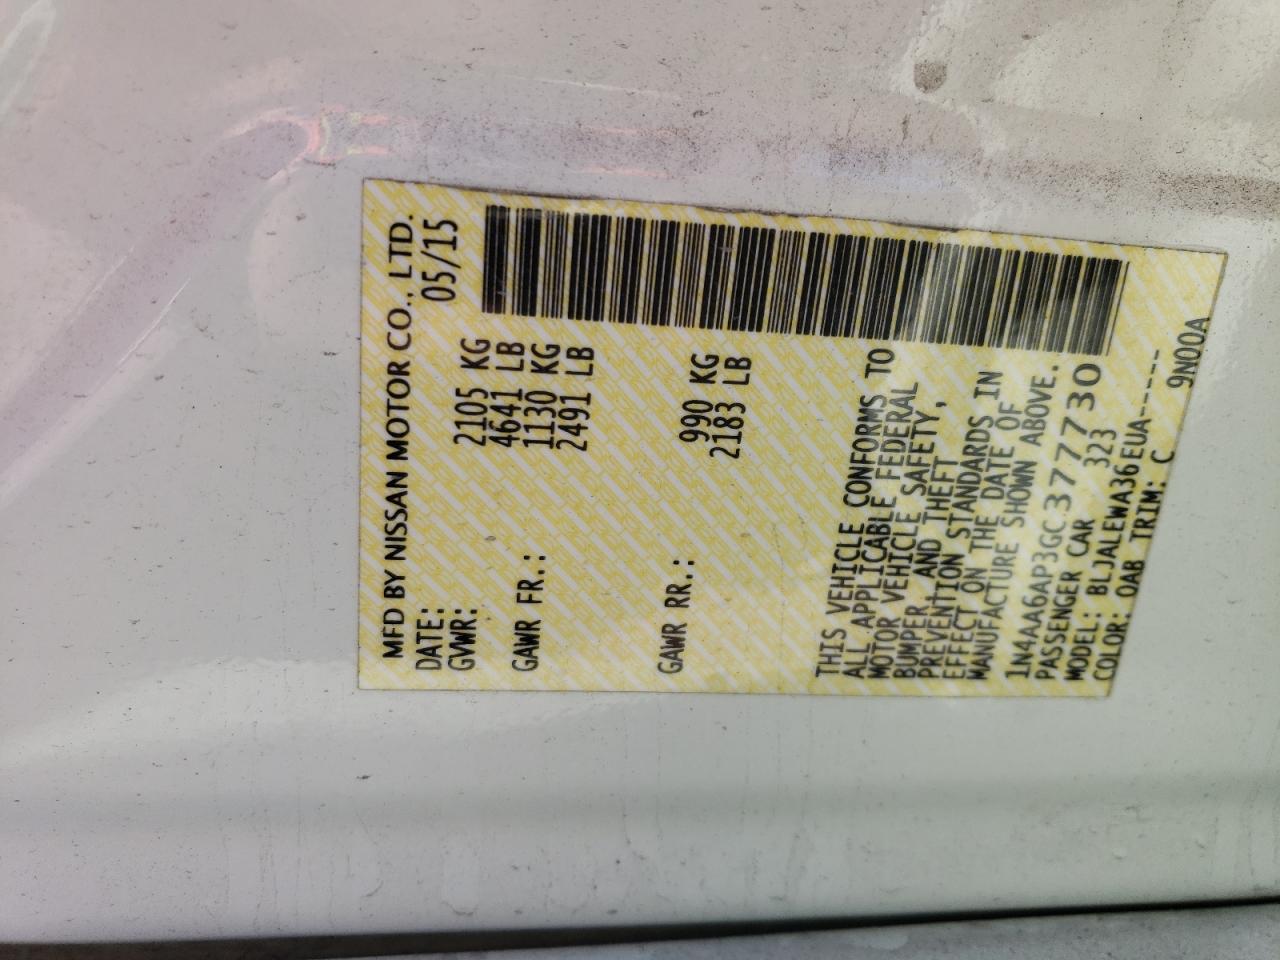 MFD BY NISSAN MOTOR CO., LTD.
DATE: 05/15
GVWR: 2105 KG
4641 LB
GAWR FR.: 1130 KG
2491 LB
GAWR RR.: 990 KG
2183 LB
THIS VEHICLE CONFORMS TO
ALL APPLICABLE FEDERAL
MOTOR VEHICLE SAFETY,
BUMPER, AND THEFT
PREVENTION STANDARDS IN
EFFECT ON THE DATE OF
MANUFACTURE SHOWN ABOVE.
1N4AA6AP3GC377730
PASSENGER CAR 323
MODEL: BLJALEWA36EUA-----
COLOR: QAB TRIM: C 9N00A